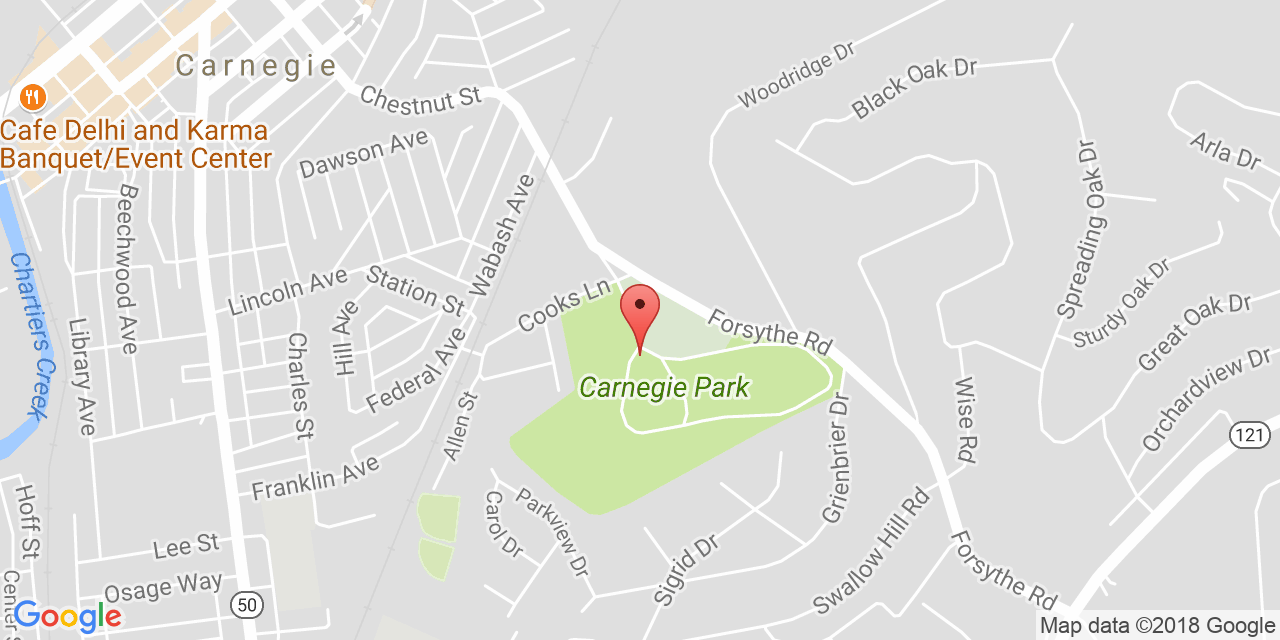 Carnegie
Woodridge Dr
Black Oak Dr
Chestnut St
Cafe Delhi and Karma
Banquet/Event Center
Dawson Ave
Arla Dr
Beechwood Ave
Wabash Ave
Spreading Oak Dr
Chartiers Creek
Lincoln Ave
Station St
Cooks Ln
Sturdy Oak Dr
Great Oak Dr
Library Ave
Charles St
Hill Ave
Federal Ave
Forsythe Rd
Orchardview Dr
Carnegie Park
Allen St
Wise Rd
121
Grienbrier Dr
Franklin Ave
Hoff St
Carol Dr
Parkview Dr
Swallow Hill Rd
Lee St
Sigrid Dr
Forsythe Rd
Osage Way
Center S
50
Google
Map data ©2018 Google